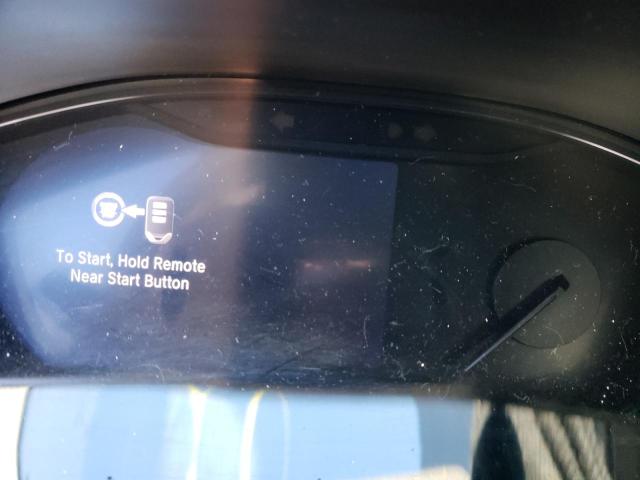 To Start, Hold Remote
Near Start Button